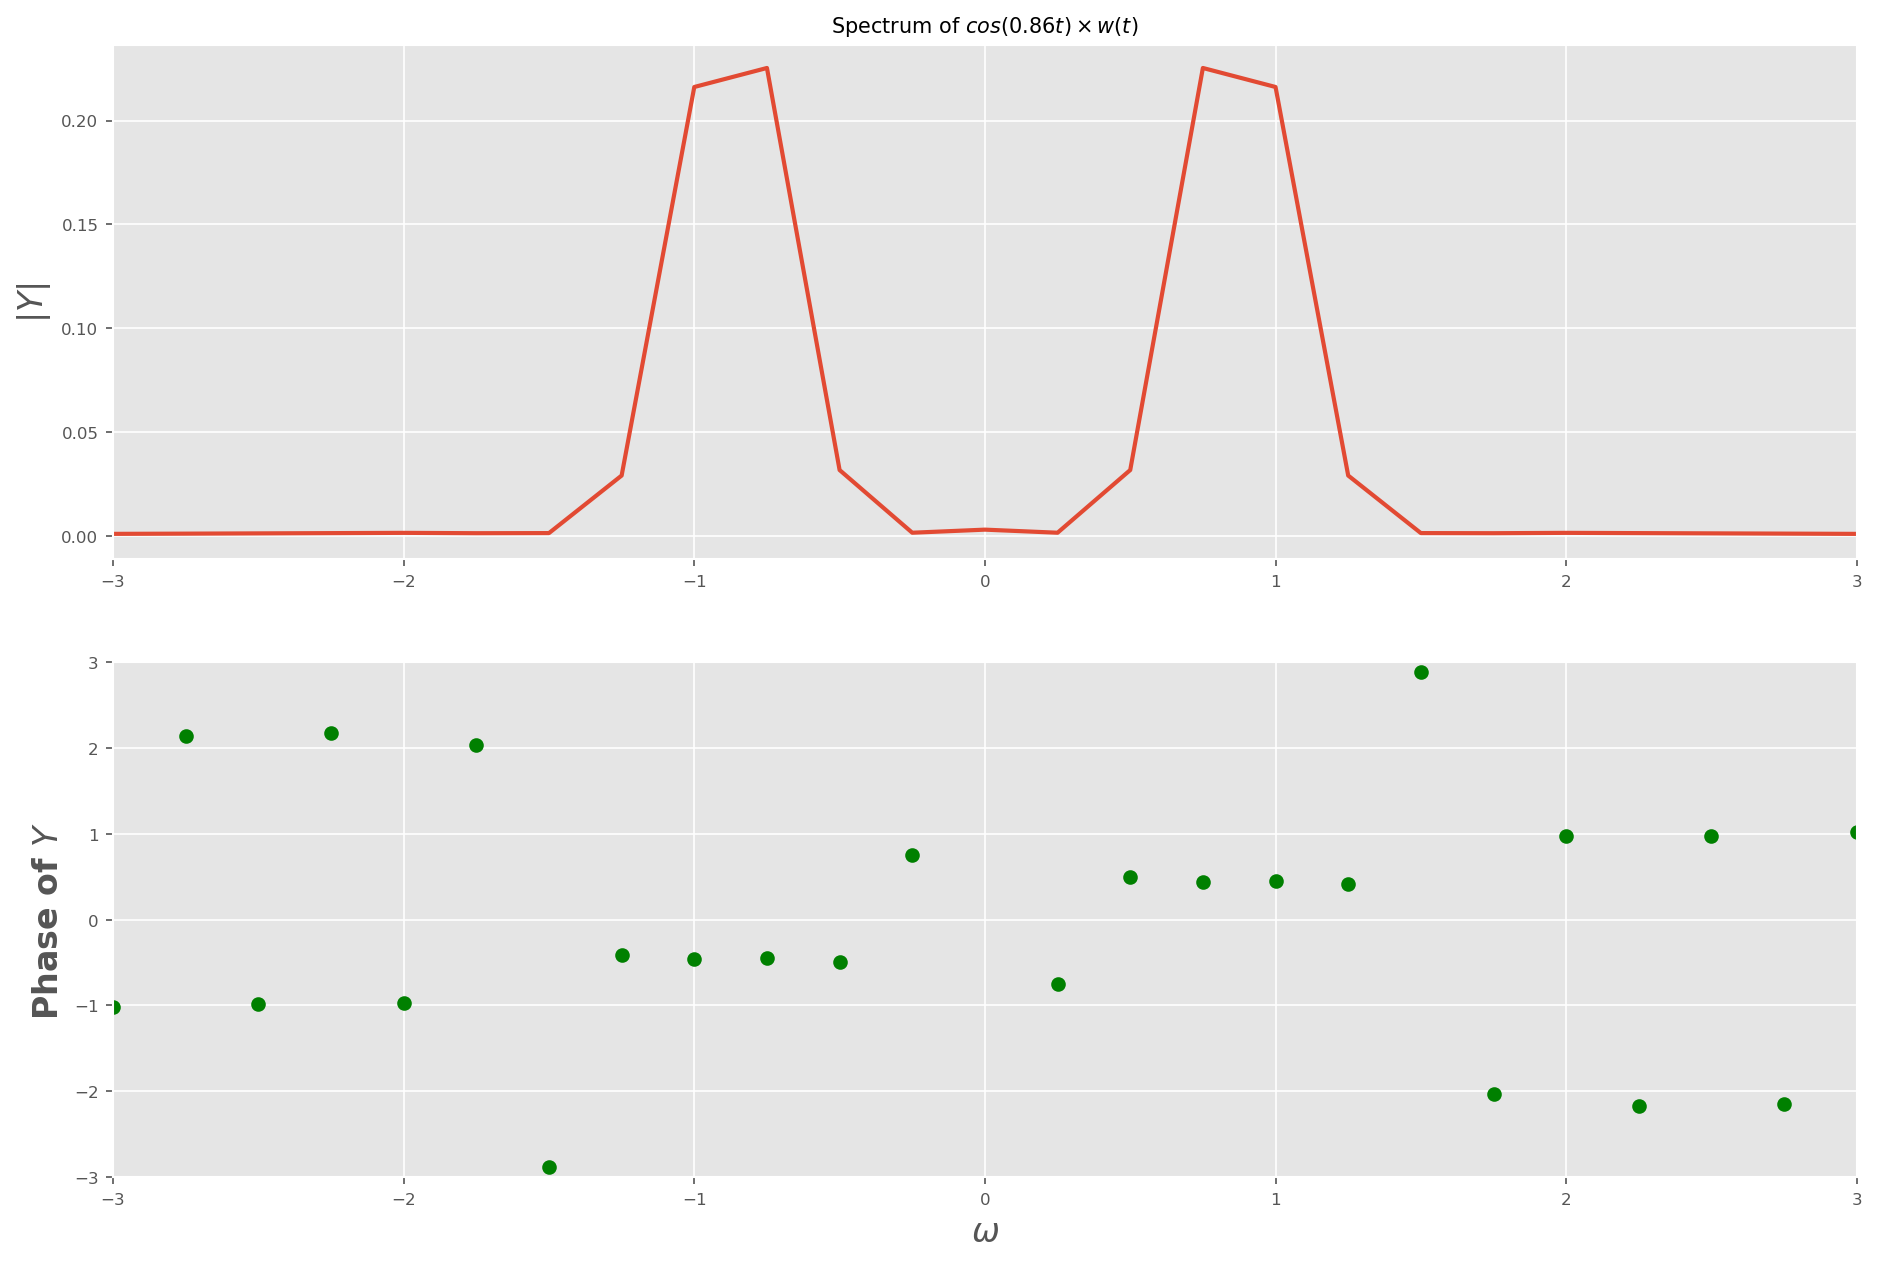 Spectrum of cos(0.86t) × w(t)
|Y|
0.20
0.15
0.10
0.05
0.00
−3 −2 −1 0 1 2 3
Phase of Y
3
2
1
0
−1
−2
−3
−3 −2 −1 0 1 2 3
ω